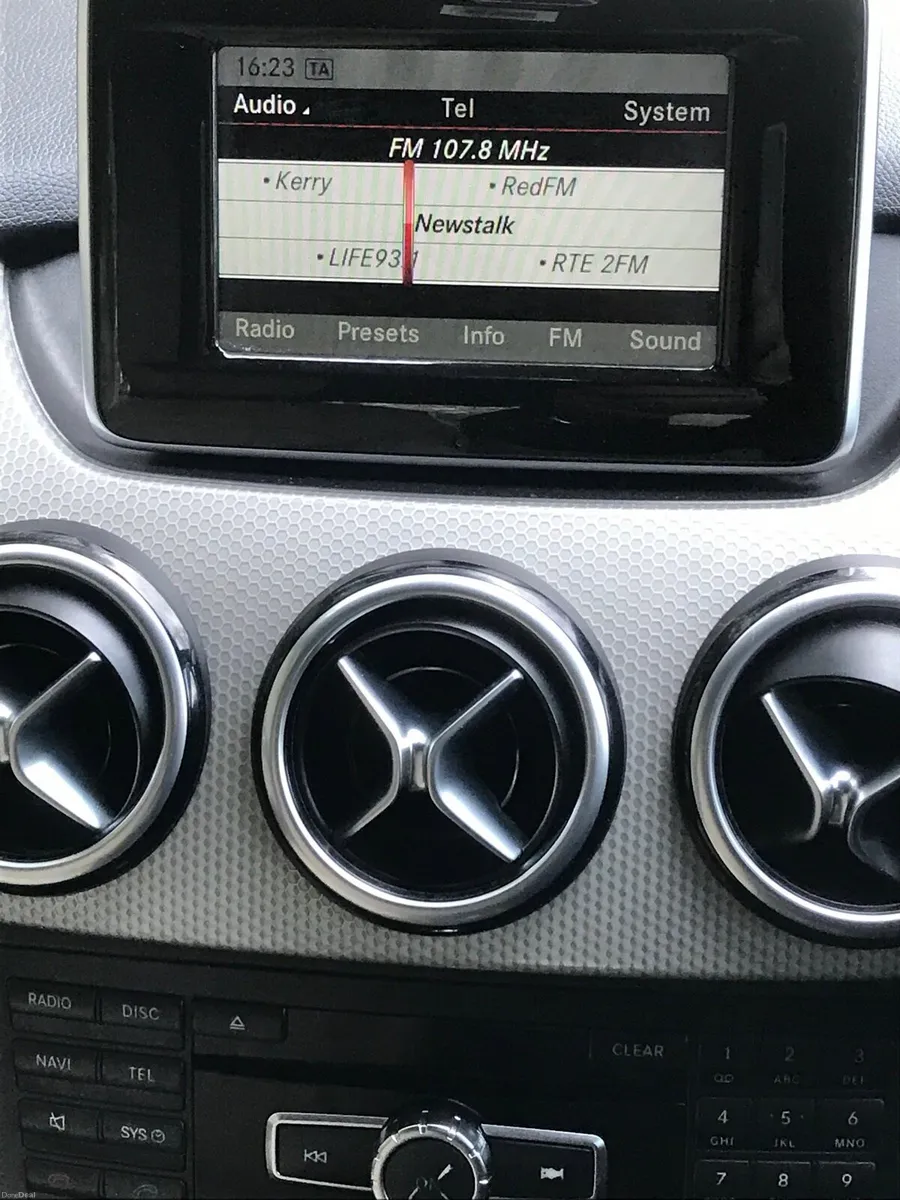 16:23 TA
Audio Tel System
FM 107.8 MHz
•Kerry •RedFM
Newstalk
•LIFE93.1 •RTE 2FM
Radio Presets Info FM Sound
RADIO DISC
NAVI TEL
CLEAR 1 2 3
ABC DEF
SYS
4 5 6
GHI JKL MNO
7 8 9
DoneDeal